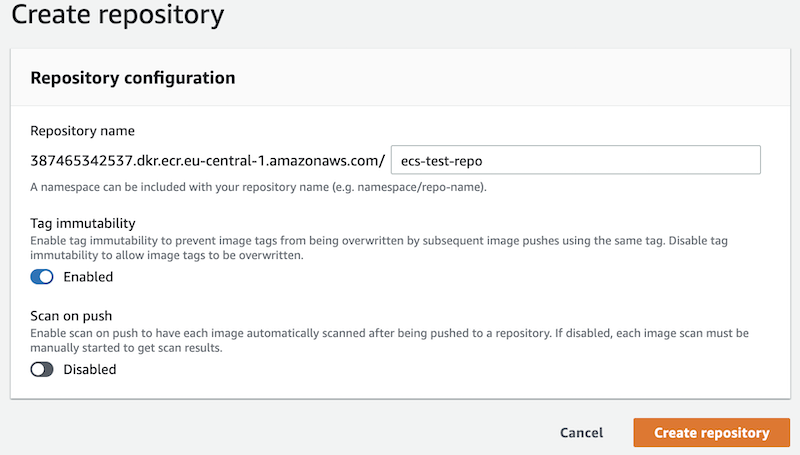 Create repository
Repository configuration
Repository name
387465342537.dkr.ecr.eu-central-1.amazonaws.com/ ecs-test-repo
A namespace can be included with your repository name (e.g. namespace/repo-name).
Tag immutability
Enable tag immutability to prevent image tags from being overwritten by subsequent image pushes using the same tag. Disable tag
immutability to allow image tags to be overwritten.
Enabled
Scan on push
Enable scan on push to have each image automatically scanned after being pushed to a repository. If disabled, each image scan must be
manually started to get scan results.
Disabled
Cancel Create repository